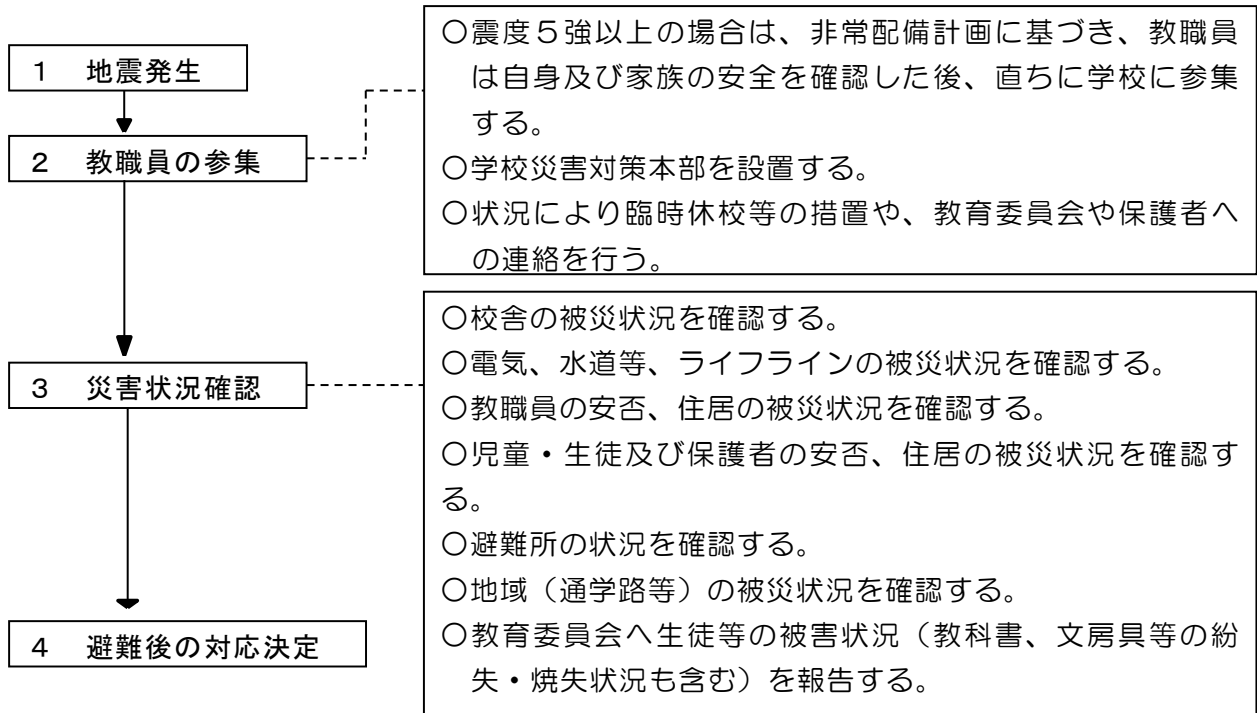 1 地震発生
2 教職員の参集
○震度5強以上の場合は、非常配備計画に基づき、教職員
は自身及び家族の安全を確認した後、直ちに学校に参集
する。
○学校災害対策本部を設置する。
○状況により臨時休校等の措置や、教育委員会や保護者へ
の連絡を行う。
3 災害状況確認
○校舎の被災状況を確認する。
○電気、水道等、ライフラインの被災状況を確認する。
○教職員の安否、住居の被災状況を確認する。
○児童・生徒及び保護者の安否、住居の被災状況を確認す
る。
○避難所の状況を確認する。
○地域(通学路等)の被災状況を確認する。
○教育委員会へ生徒等の被害状況(教科書、文房具等の紛
失・焼失状況も含む)を報告する。
4 避難後の対応決定